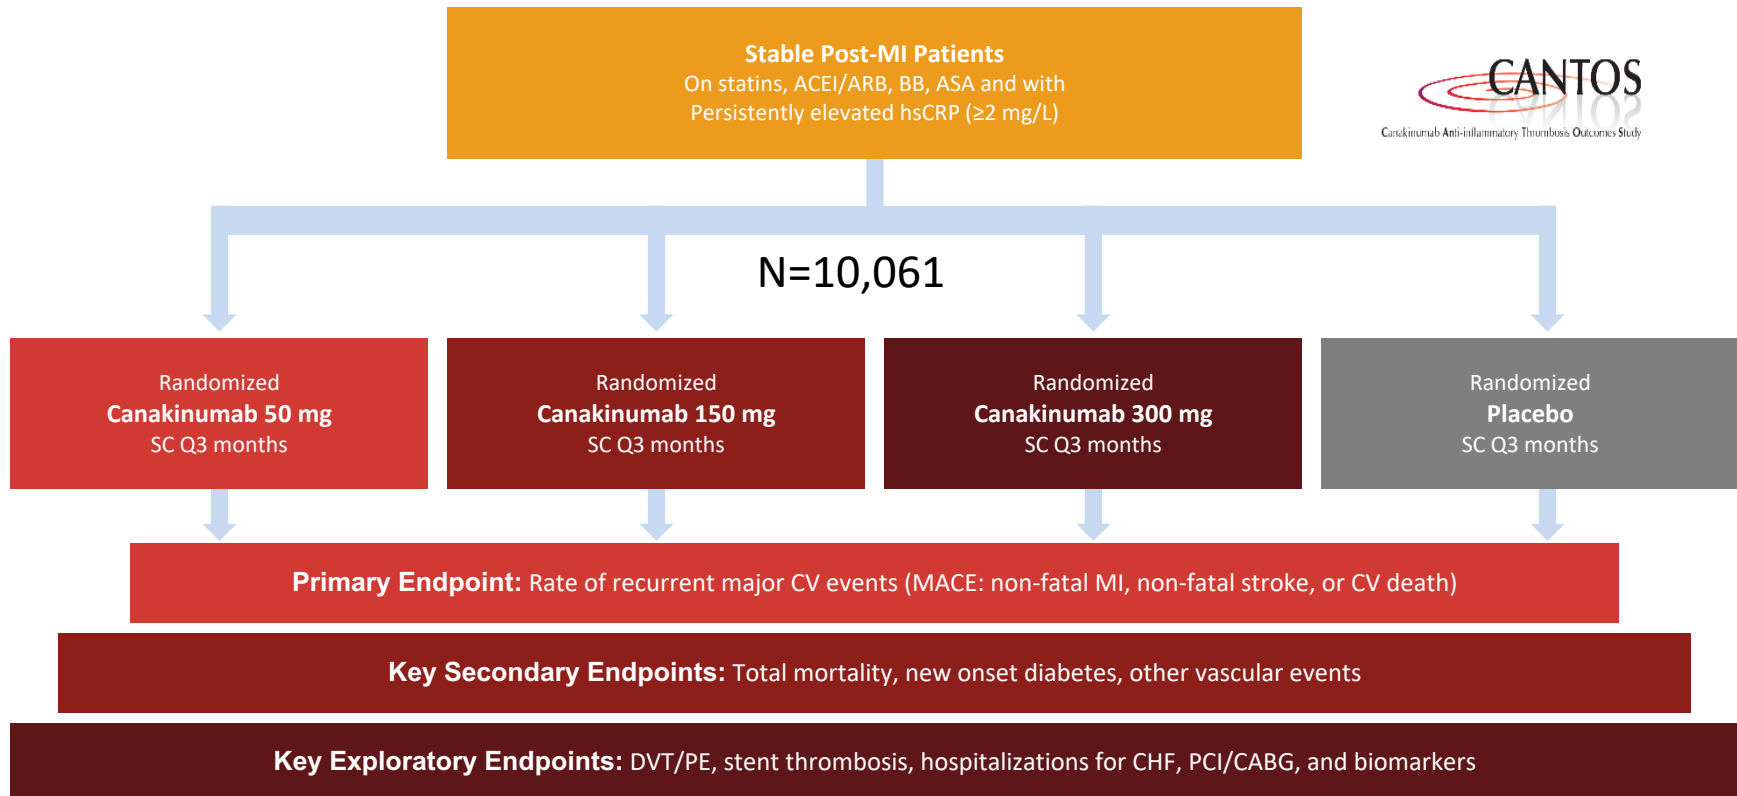 Stable Post-MI Patients
On statins, ACEI/ARB, BB, ASA and with
Persistently elevated hsCRP (≥2 mg/L)
CANTOS
Canakinumab Anti-inflammatory Thrombosis Outcomes Study
N=10,061
Randomized
Canakinumab 50 mg
SC Q3 months
Randomized
Canakinumab 150 mg
SC Q3 months
Randomized
Canakinumab 300 mg
SC Q3 months
Randomized
Placebo
SC Q3 months
Primary Endpoint: Rate of recurrent major CV events (MACE: non-fatal MI, non-fatal stroke, or CV death)
Key Secondary Endpoints: Total mortality, new onset diabetes, other vascular events
Key Exploratory Endpoints: DVT/PE, stent thrombosis, hospitalizations for CHF, PCI/CABG, and biomarkers